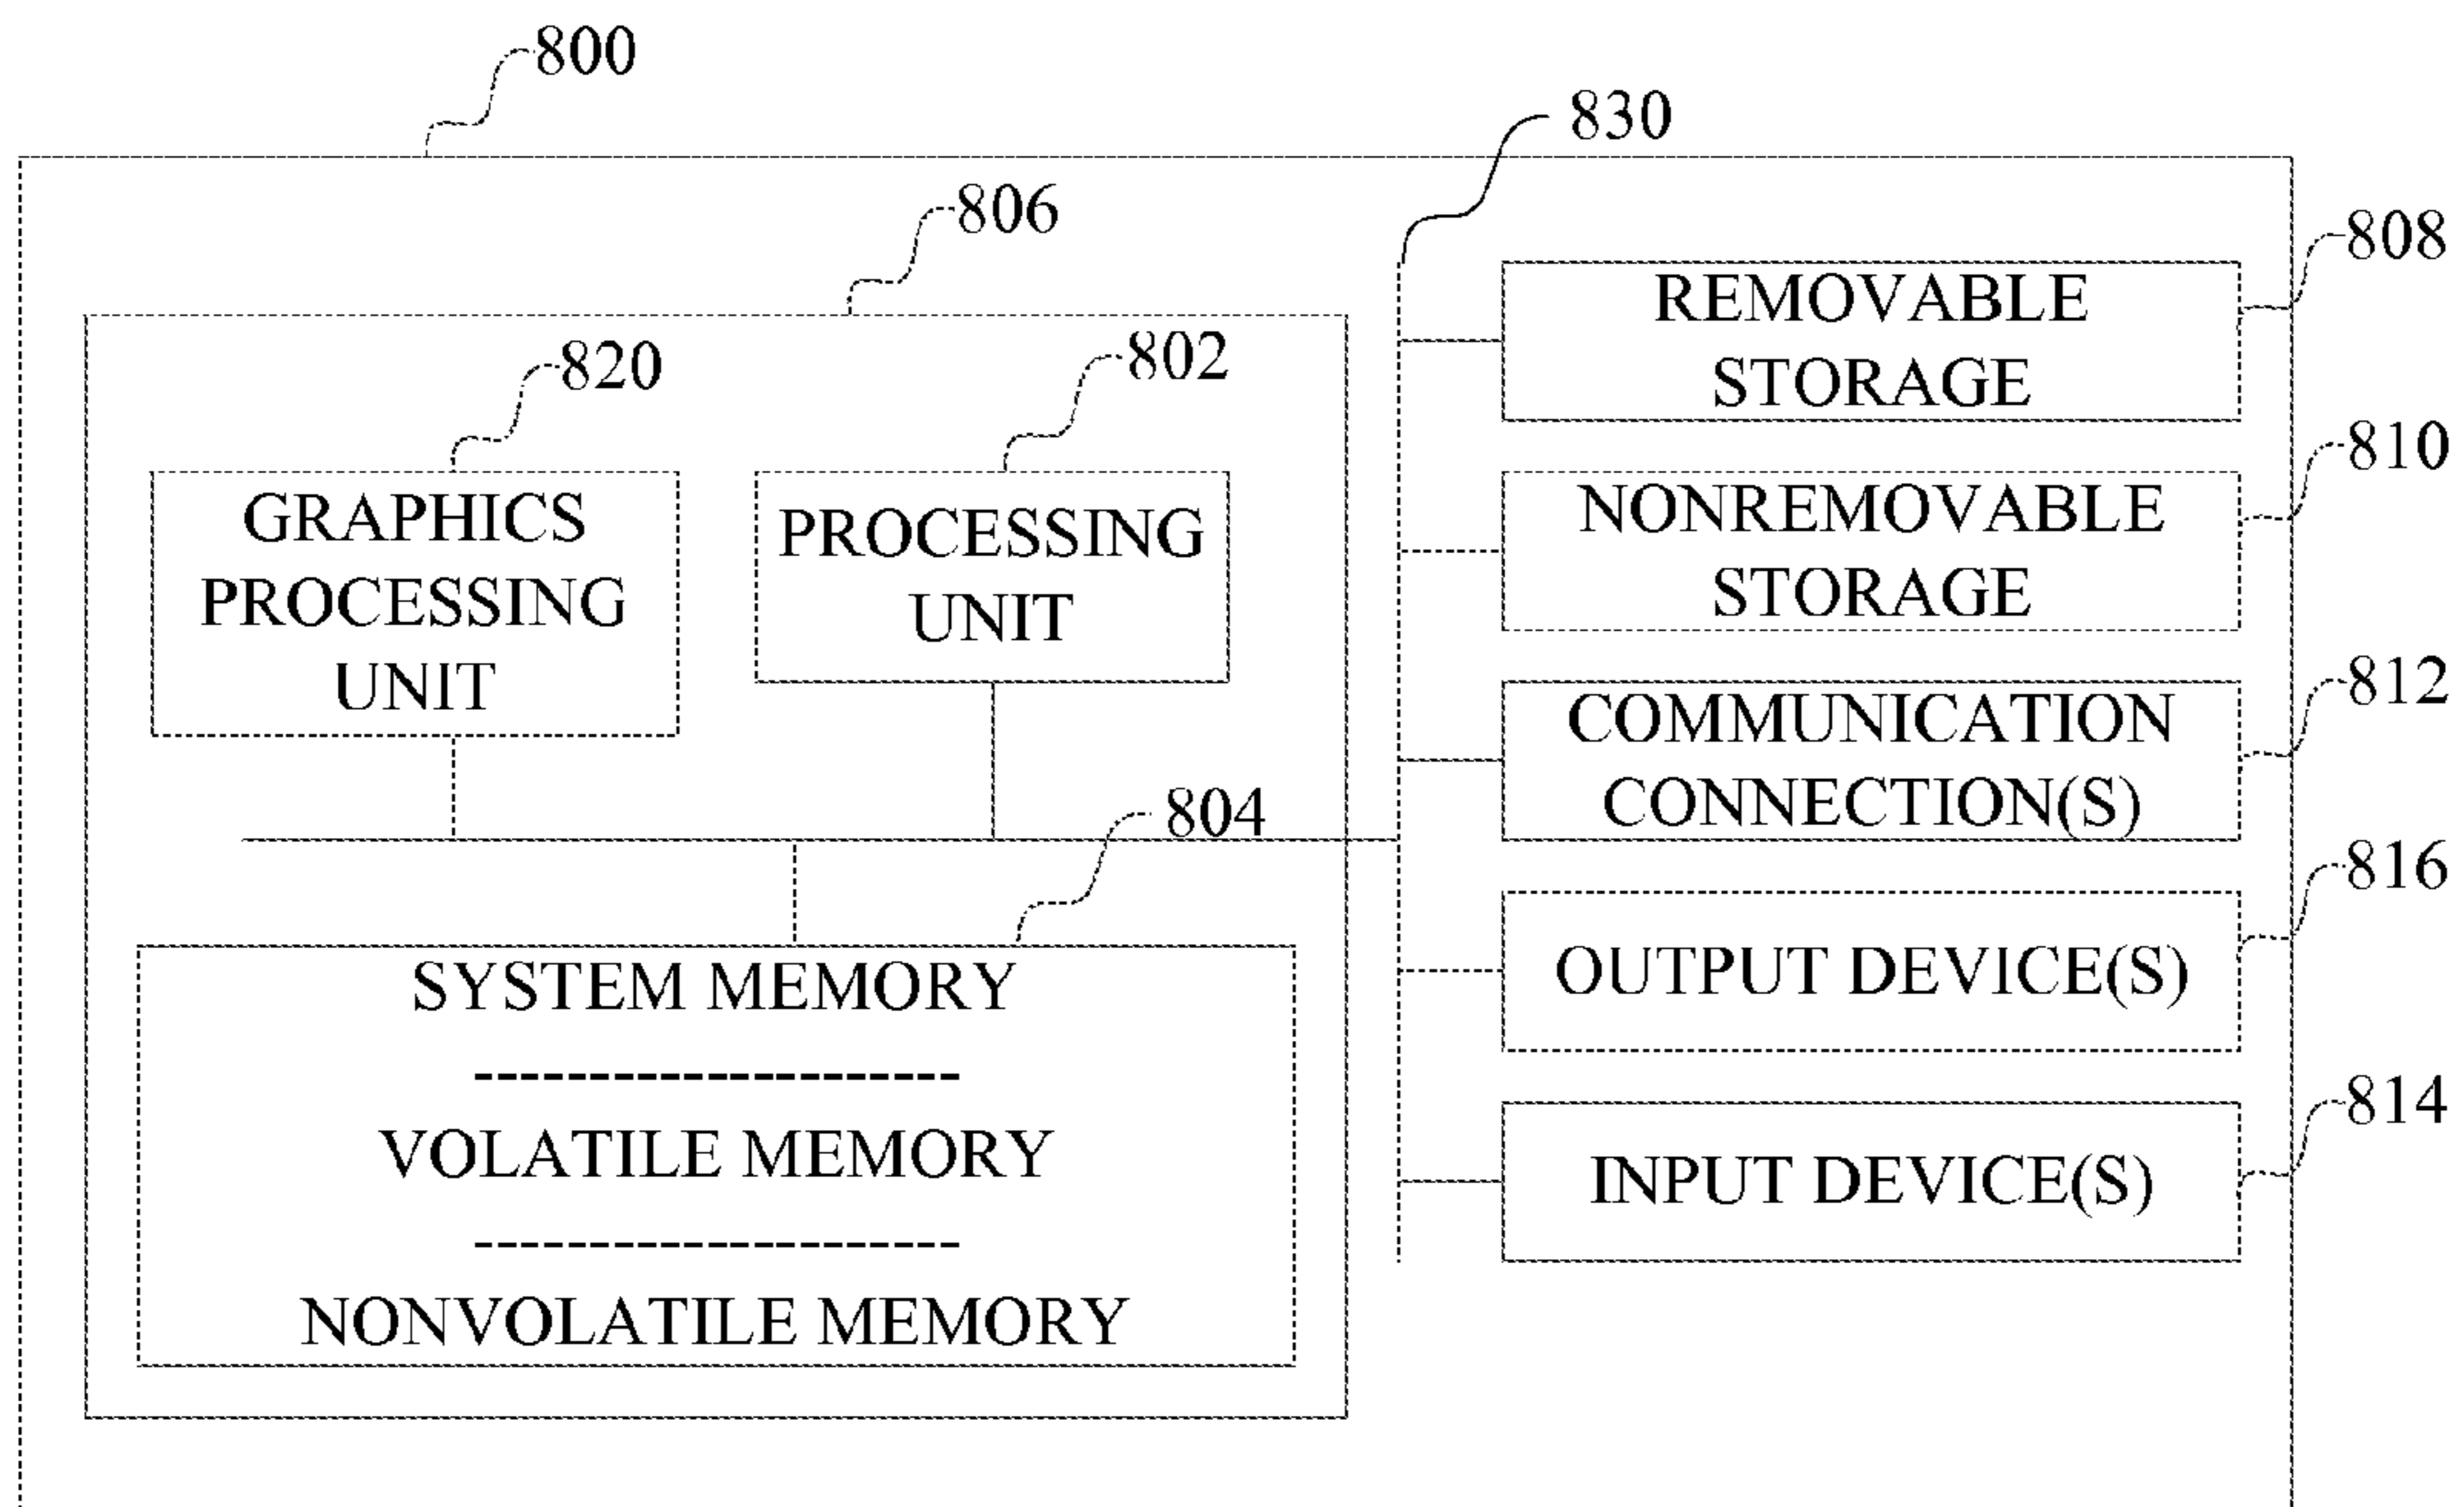 800
830
806
808
REMOVABLE
STORAGE
820
802
810
GRAPHICS
PROCESSING
UNIT
PROCESSING
UNIT
NONREMOVABLE
STORAGE
812
COMMUNICATION
CONNECTION(S)
804
816
OUTPUT DEVICE(S)
SYSTEM MEMORY
VOLATILE MEMORY
NONVOLATILE MEMORY
814
INPUT DEVICE(S)